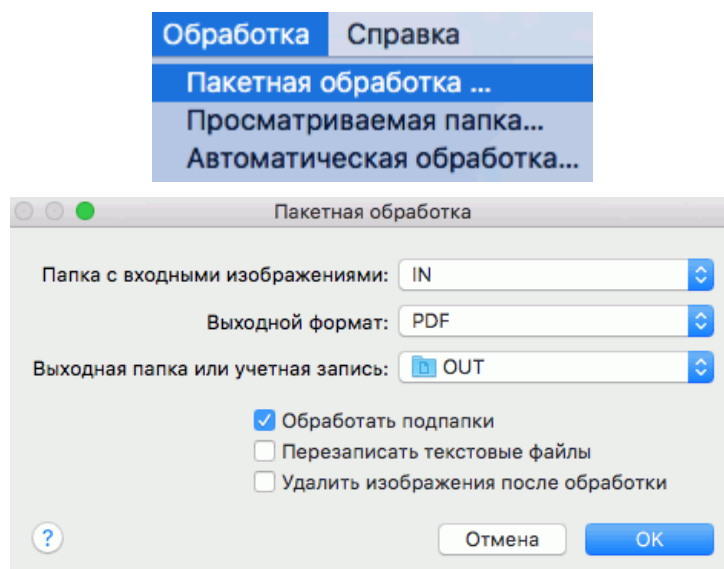 Обработка Справка
Пакетная обработка ...
Просматриваемая папка...
Автоматическая обработка...
Пакетная обработка
Папка с входными изображениями: IN
Выходной формат: PDF
Выходная папка или учетная запись: OUT
Обработать подпапки
Перезаписать текстовые файлы
Удалить изображения после обработки
? Отмена OK